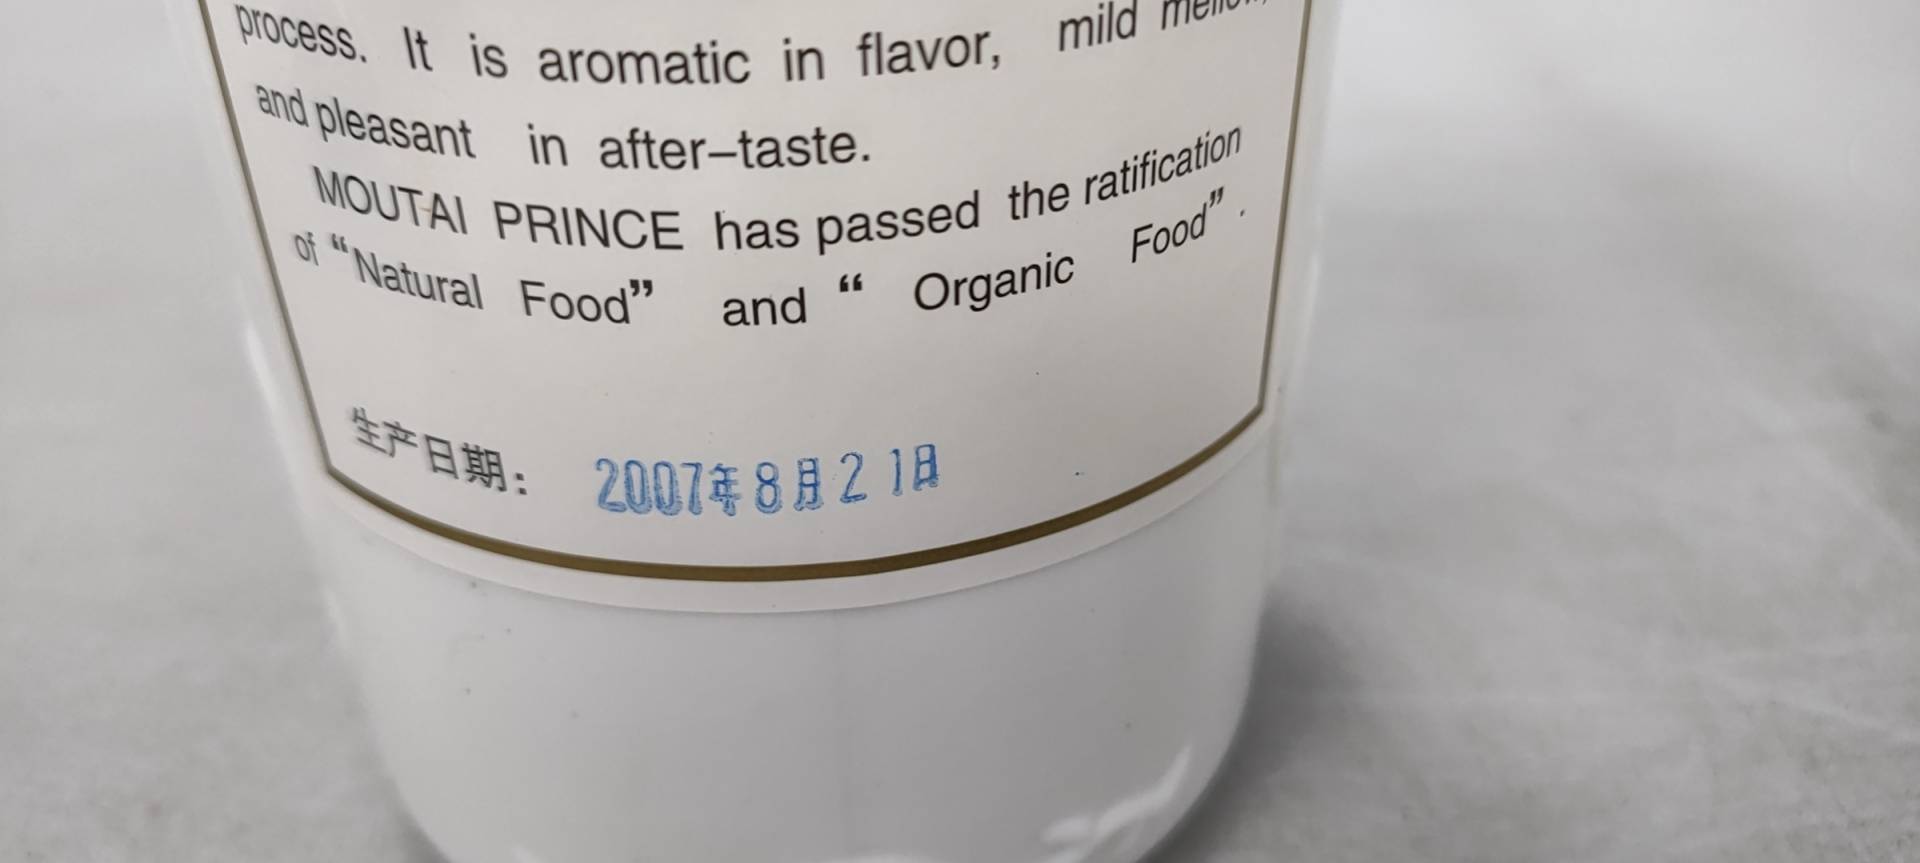 process. It is aromatic in flavor, mild mellow,
and pleasant in after-taste.
MOUTAI PRINCE has passed the ratification
of “Natural Food” and “ Organic Food” .
生产日期: 2007年8月21日